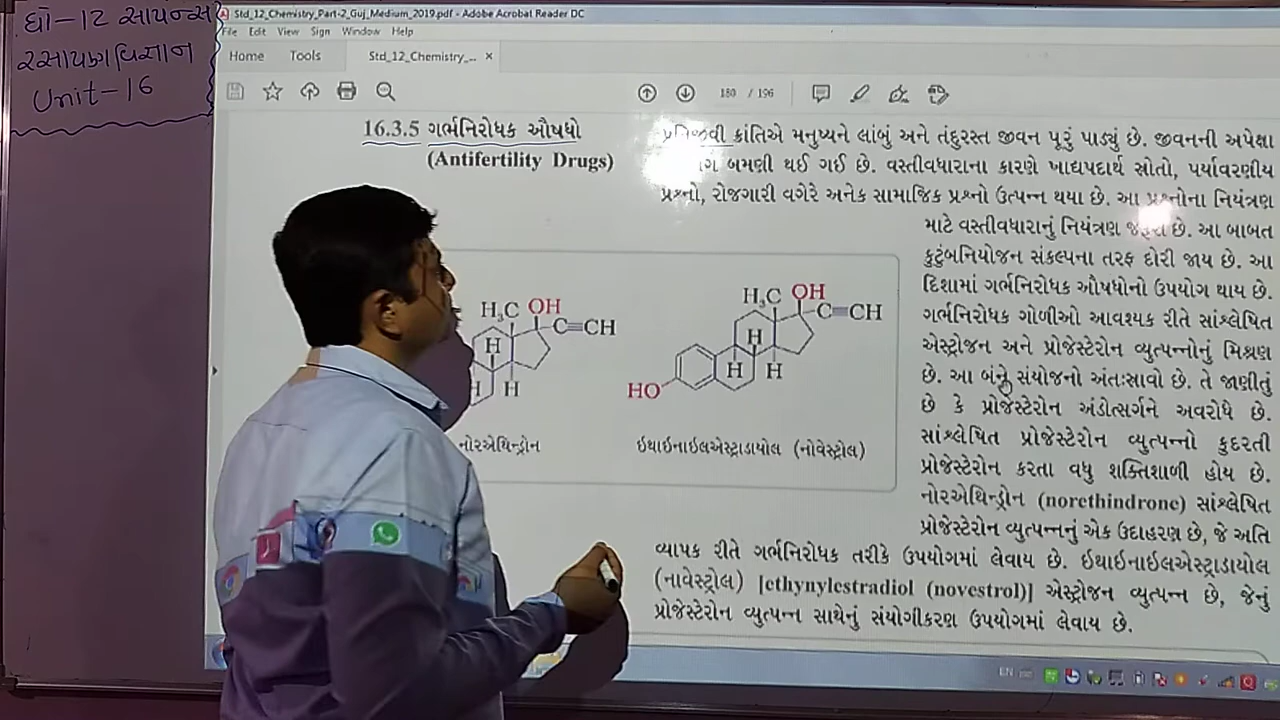 ધો-12 સાયન્સ
રસાયણવિજ્ઞાન
Unit-16
Std_12_Chemistry_Part-2_Guj_Medium_2019.pdf - Adobe Acrobat Reader DC
File Edit View Sign Window Help
Home Tools Std_12_Chemistry_... ×
180 / 196
16.3.5 ગર્ભનિરોધક ઔષધો
(Antifertility Drugs)
પ્રતિજીવી ક્રાંતિએ મનુષ્યને લાંબું અને તંદુરસ્ત જીવન પૂરું પાડ્યું છે. જીવનની અપેક્ષા
બમણી થઈ ગઈ છે. વસ્તીવધારાના કારણે ખાદ્યપદાર્થ સ્રોતો, પર્યાવરણીય
પ્રશ્નો, રોજગારી વગેરે અનેક સામાજિક પ્રશ્નો ઉત્પન્ન થયા છે. આ પ્રશ્નોના નિયંત્રણ
માટે વસ્તીવધારાનું નિયંત્રણ જરૂરી છે. આ બાબત
કુટુંબનિયોજન સંકલ્પના તરફ દોરી જાય છે. આ
દિશામાં ગર્ભનિરોધક ઔષધોનો ઉપયોગ થાય છે.
ગર્ભનિરોધક ગોળીઓ આવશ્યક રીતે સાંશ્લેષિત
એસ્ટ્રોજન અને પ્રોજેસ્ટેરોન વ્યુત્પન્નોનું મિશ્રણ
છે. આ બંને સંયોજનો અંતઃસ્રાવો છે. તે જાણીતું
છે કે પ્રોજેસ્ટેરોન અંડોત્સર્ગને અવરોધે છે.
સાંશ્લેષિત પ્રોજેસ્ટેરોન વ્યુત્પન્નો કુદરતી
પ્રોજેસ્ટેરોન કરતા વધુ શક્તિશાળી હોય છે.
નોરએથિન્ડ્રોન (norethindrone) સાંશ્લેષિત
પ્રોજેસ્ટેરોન વ્યુત્પન્નનું એક ઉદાહરણ છે, જે અતિ
વ્યાપક રીતે ગર્ભનિરોધક તરીકે ઉપયોગમાં લેવાય છે. ઇથાઇનાઇલએસ્ટ્રાડાયોલ
(નાવેસ્ટ્રોલ) [ethynylestradiol (novestrol)] એસ્ટ્રોજન વ્યુત્પન્ન છે, જેનું
પ્રોજેસ્ટેરોન વ્યુત્પન્ન સાથેનું સંયોગીકરણ ઉપયોગમાં લેવાય છે.
H₃C OH
C≡CH
H
H H
નોરએથિન્ડ્રોન
H₃C OH
C≡CH
H
H H
HO
ઇથાઇનાઇલએસ્ટ્રાડાયોલ (નોવેસ્ટ્રોલ)
EN